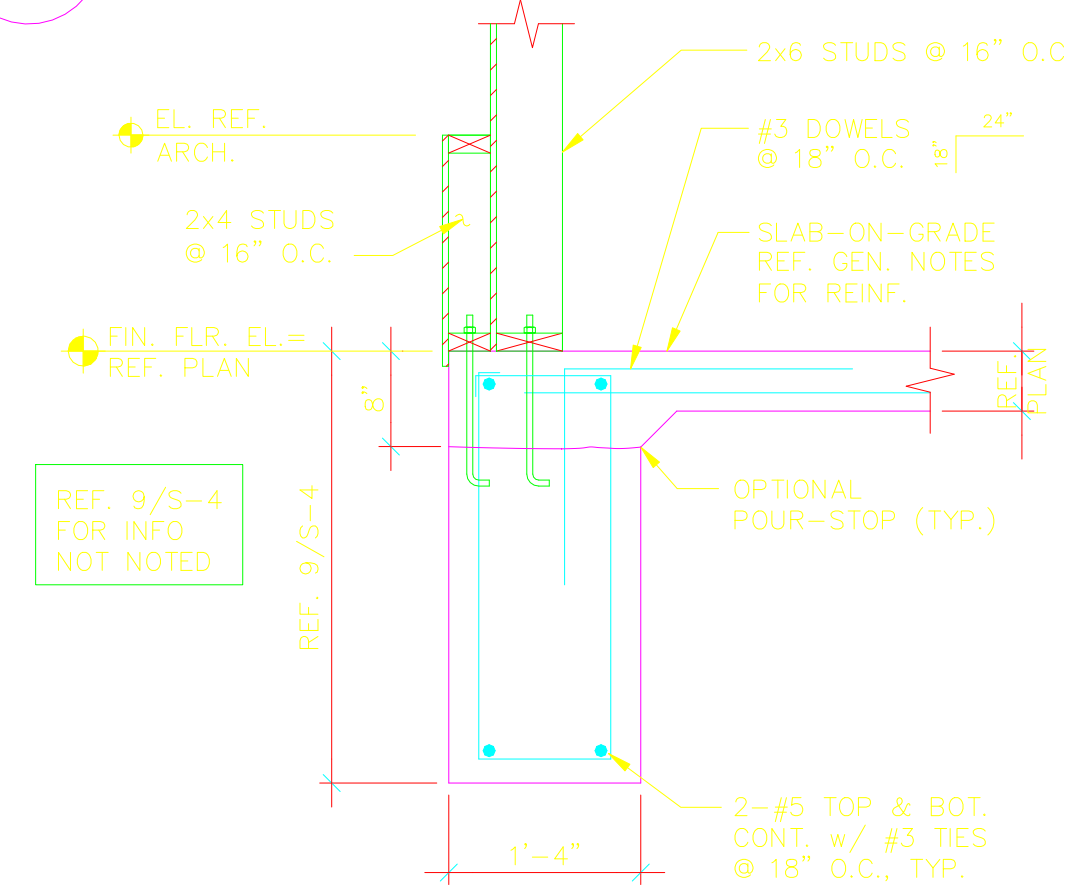 2x6 STUDS @ 16" O.C
EL. REF.
ARCH.
#3 DOWELS
@ 18" O.C.
24"
18"
2x4 STUDS
@ 16" O.C.
SLAB-ON-GRADE
REF. GEN. NOTES
FOR REINF.
FIN. FLR. EL.=
REF. PLAN
8"
REF.
PLAN
REF. 9/S-4
FOR INFO
NOT NOTED
REF. 9/S-4
OPTIONAL
POUR-STOP (TYP.)
2-#5 TOP & BOT.
CONT. w/ #3 TIES
@ 18" O.C., TYP.
1'-4"